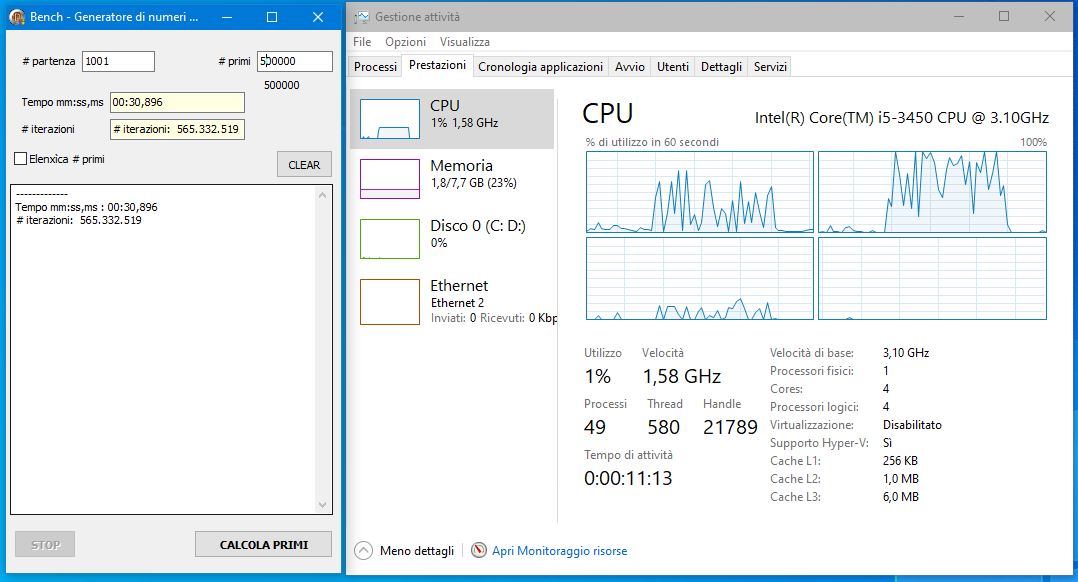 Bench - Generatore di numeri ...
# partenza 1001 # primi 500000
500000
Tempo mm:ss,ms 00:30,896
# iterazioni # iterazioni: 565.332.519
Elenxìca # primi
CLEAR
-------------
Tempo mm:ss,ms : 00:30,896
# iterazioni: 565.332.519
STOP CALCOLA PRIMI
Gestione attività
File Opzioni Visualizza
Processi Prestazioni Cronologia applicazioni Avvio Utenti Dettagli Servizi
CPU
1% 1,58 GHz
Memoria
1,8/7,7 GB (23%)
Disco 0 (C: D:)
0%
Ethernet
Ethernet 2
Inviati: 0 Ricevuti: 0 Kbp
CPU Intel(R) Core(TM) i5-3450 CPU @ 3.10GHz
% di utilizzo in 60 secondi 100%
Utilizzo Velocità
1% 1,58 GHz
Processi Thread Handle
49 580 21789
Tempo di attività
0:00:11:13
Velocità di base: 3,10 GHz
Processori fisici: 1
Cores: 4
Processori logici: 4
Virtualizzazione: Disabilitato
Supporto Hyper-V: Sì
Cache L1: 256 KB
Cache L2: 1,0 MB
Cache L3: 6,0 MB
Meno dettagli Apri Monitoraggio risorse